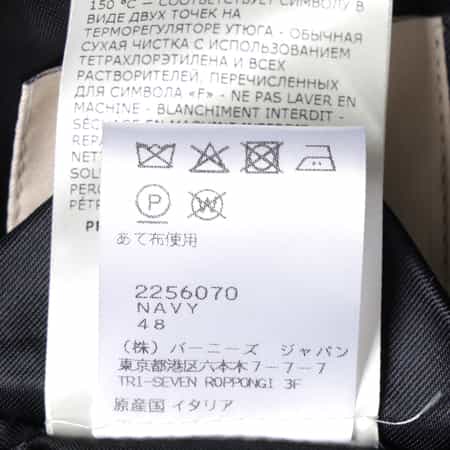 150 °C – СООТВЕТСТВУЕТ СИМВОЛУ В
ВИДЕ ДВУХ ТОЧЕК НА
ТЕРМОРЕГУЛЯТОРЕ УТЮГА - ОБЫЧНАЯ
СУХАЯ ЧИСТКА С ИСПОЛЬЗОВАНИЕМ
ТЕТРАХЛОРЭТИЛЕНА И ВСЕХ
РАСТВОРИТЕЛЕЙ, ПЕРЕЧИСЛЕННЫХ
ДЛЯ СИМВОЛА «F» - NE PAS LAVER EN
MACHINE - BLANCHIMENT INTERDIT -
P W
あて布使用
2256070
NAVY
48
(株) バーニーズ ジャパン
東京都港区六本木7-7-7
TRI-SEVEN ROPPONGI 3F
原産国 イタリア